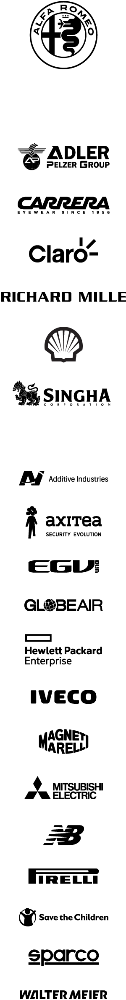 ALFA ROMEO
ADLER
PELZER GROUP
AP
CARRERA
EYEWEAR SINCE 1956
Claro
RICHARD MILLE
SINGHA
CORPORATION
Additive Industries
axitea
SECURITY EVOLUTION
EGV UNO
GLOBEAIR
Hewlett Packard
Enterprise
IVECO
MAGNETI
MARELLI
MITSUBISHI
ELECTRIC
NB
PIRELLI
Save the Children
sparco
WALTER MEIER